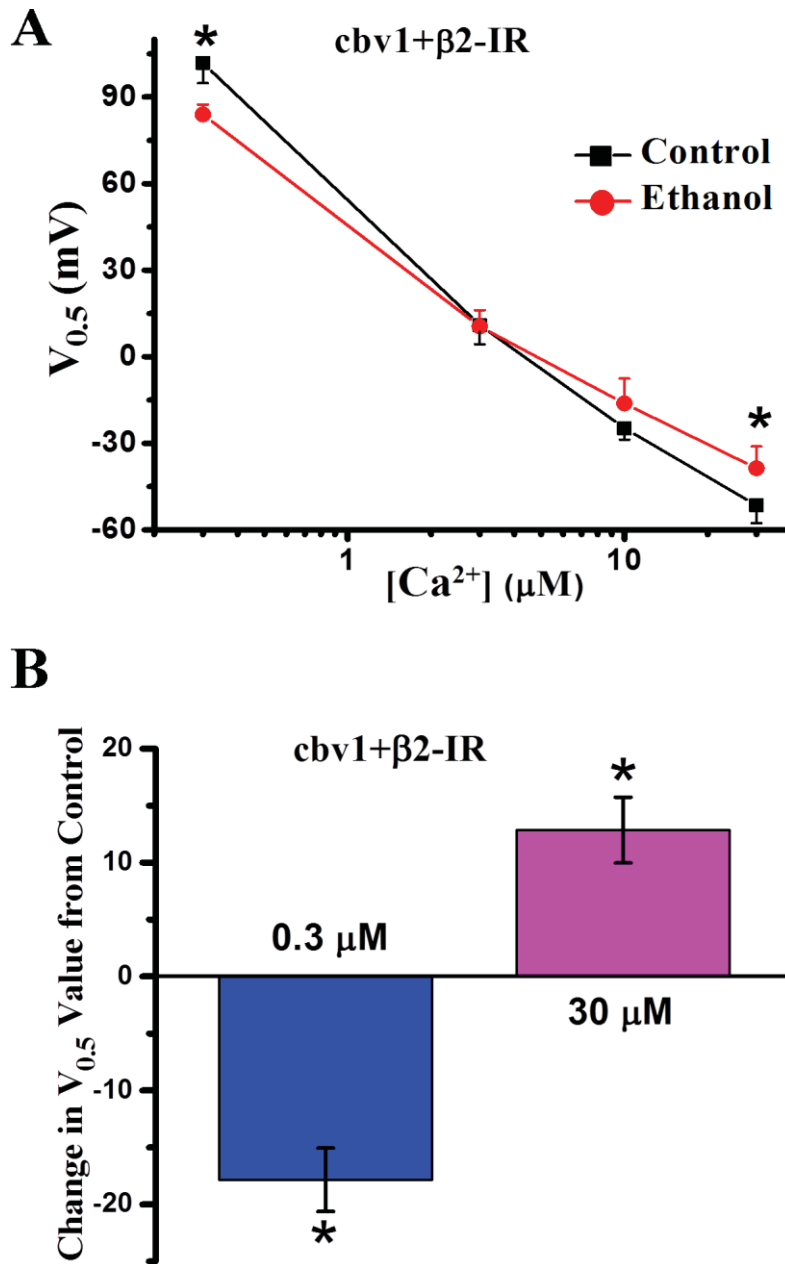 A
cbv1+β2-IR
*
90
60
30
0
-30
-60
V0.5 (mV)
Control
Ethanol
*
1
10
[Ca²⁺] (μM)
B
cbv1+β2-IR
20
10
0
-10
-20
Change in V0.5 Value from Control
*
0.3 μM
30 μM
*